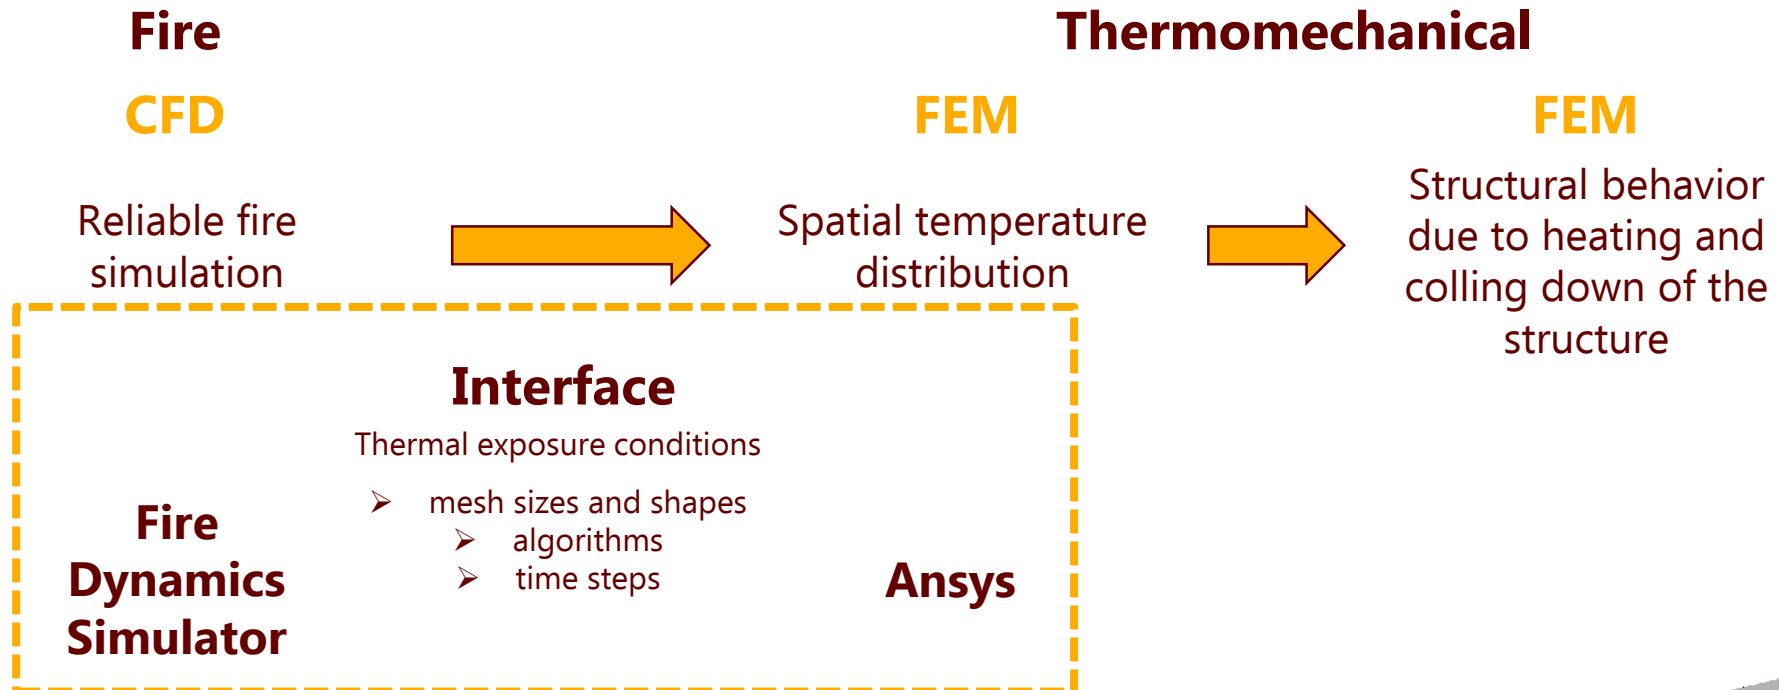 Fire
Thermomechanical
CFD
FEM
FEM
Reliable fire
simulation
Spatial temperature
distribution
Structural behavior
due to heating and
colling down of the
structure
Interface
Thermal exposure conditions
➢ mesh sizes and shapes
➢ algorithms
➢ time steps
Fire
Dynamics
Simulator
Ansys